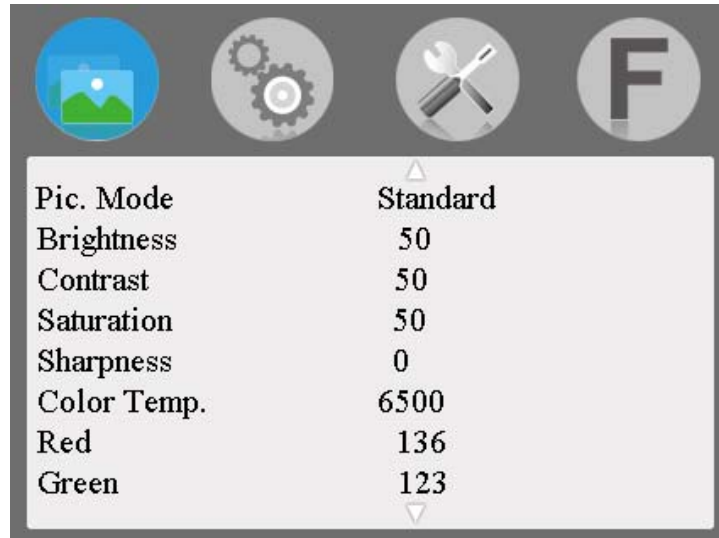 F
Pic. Mode Standard
Brightness 50
Contrast 50
Saturation 50
Sharpness 0
Color Temp. 6500
Red 136
Green 123